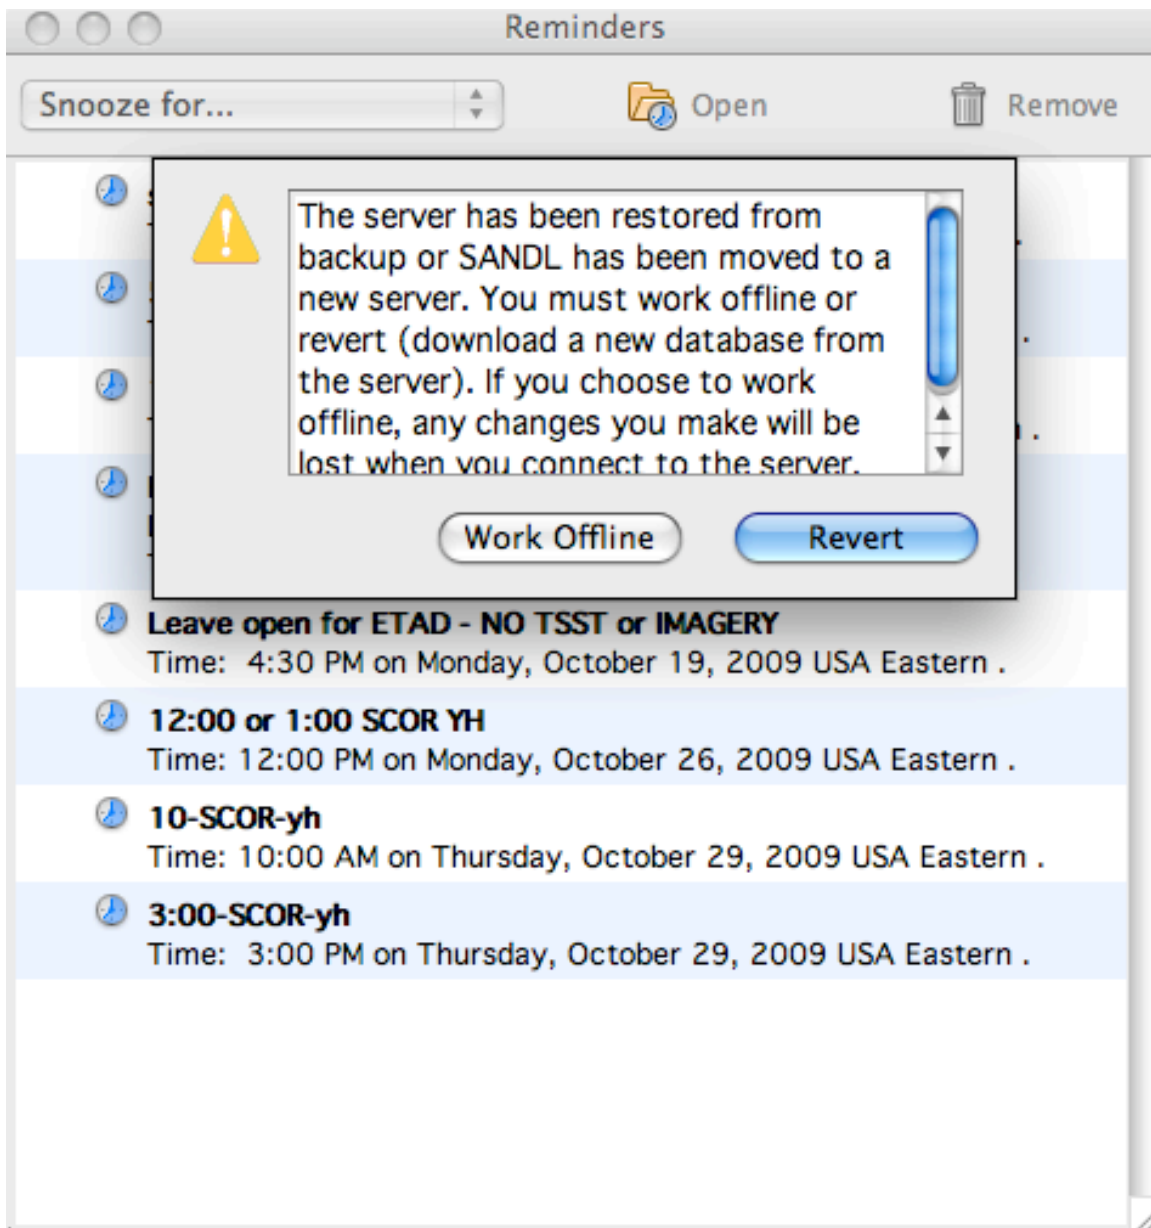 Reminders
Snooze for...
Open
Remove
The server has been restored from
backup or SANDL has been moved to a
new server. You must work offline or
revert (download a new database from
the server). If you choose to work
offline, any changes you make will be
lost when you connect to the server.
Work Offline
Revert
Leave open for ETAD - NO TSST or IMAGERY
Time: 4:30 PM on Monday, October 19, 2009 USA Eastern .
12:00 or 1:00 SCOR YH
Time: 12:00 PM on Monday, October 26, 2009 USA Eastern .
10-SCOR-yh
Time: 10:00 AM on Thursday, October 29, 2009 USA Eastern .
3:00-SCOR-yh
Time: 3:00 PM on Thursday, October 29, 2009 USA Eastern .